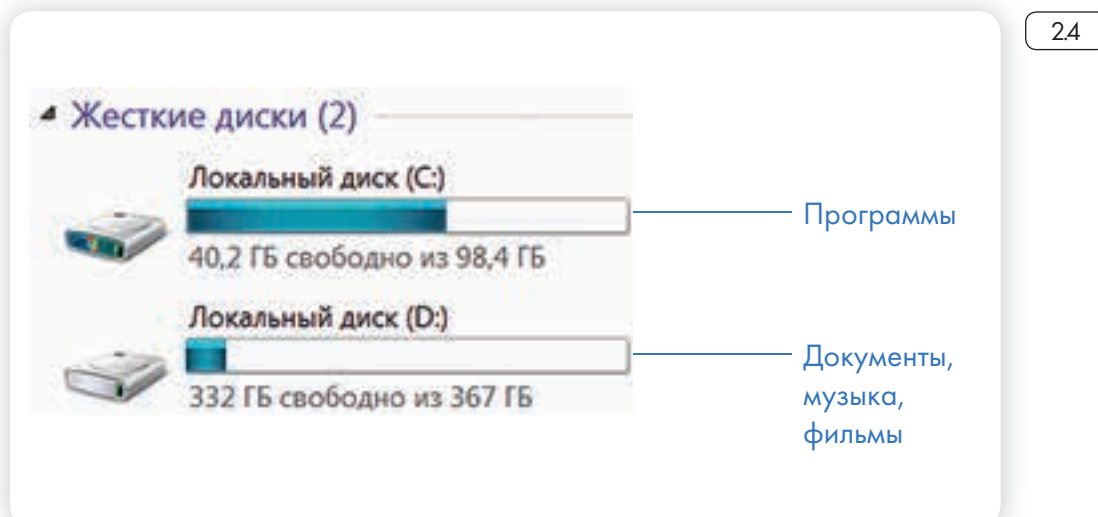 2.4
Жесткие диски (2)
Локальный диск (C:)
Программы
40,2 ГБ свободно из 98,4 ГБ
Локальный диск (D:)
Документы,
музыка,
фильмы
332 ГБ свободно из 367 ГБ